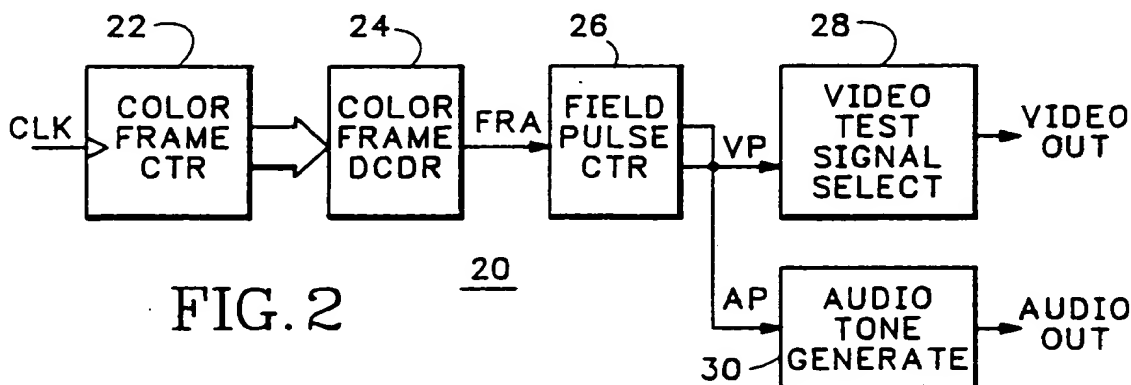 22
24
26
28
CLK
COLOR
FRAME
CTR
COLOR
FRAME
DCDR
FRA
FIELD
PULSE
CTR
VP
VIDEO
TEST
SIGNAL
SELECT
VIDEO
OUT
FIG. 2
20
AP
30
AUDIO
TONE
GENERATE
AUDIO
OUT